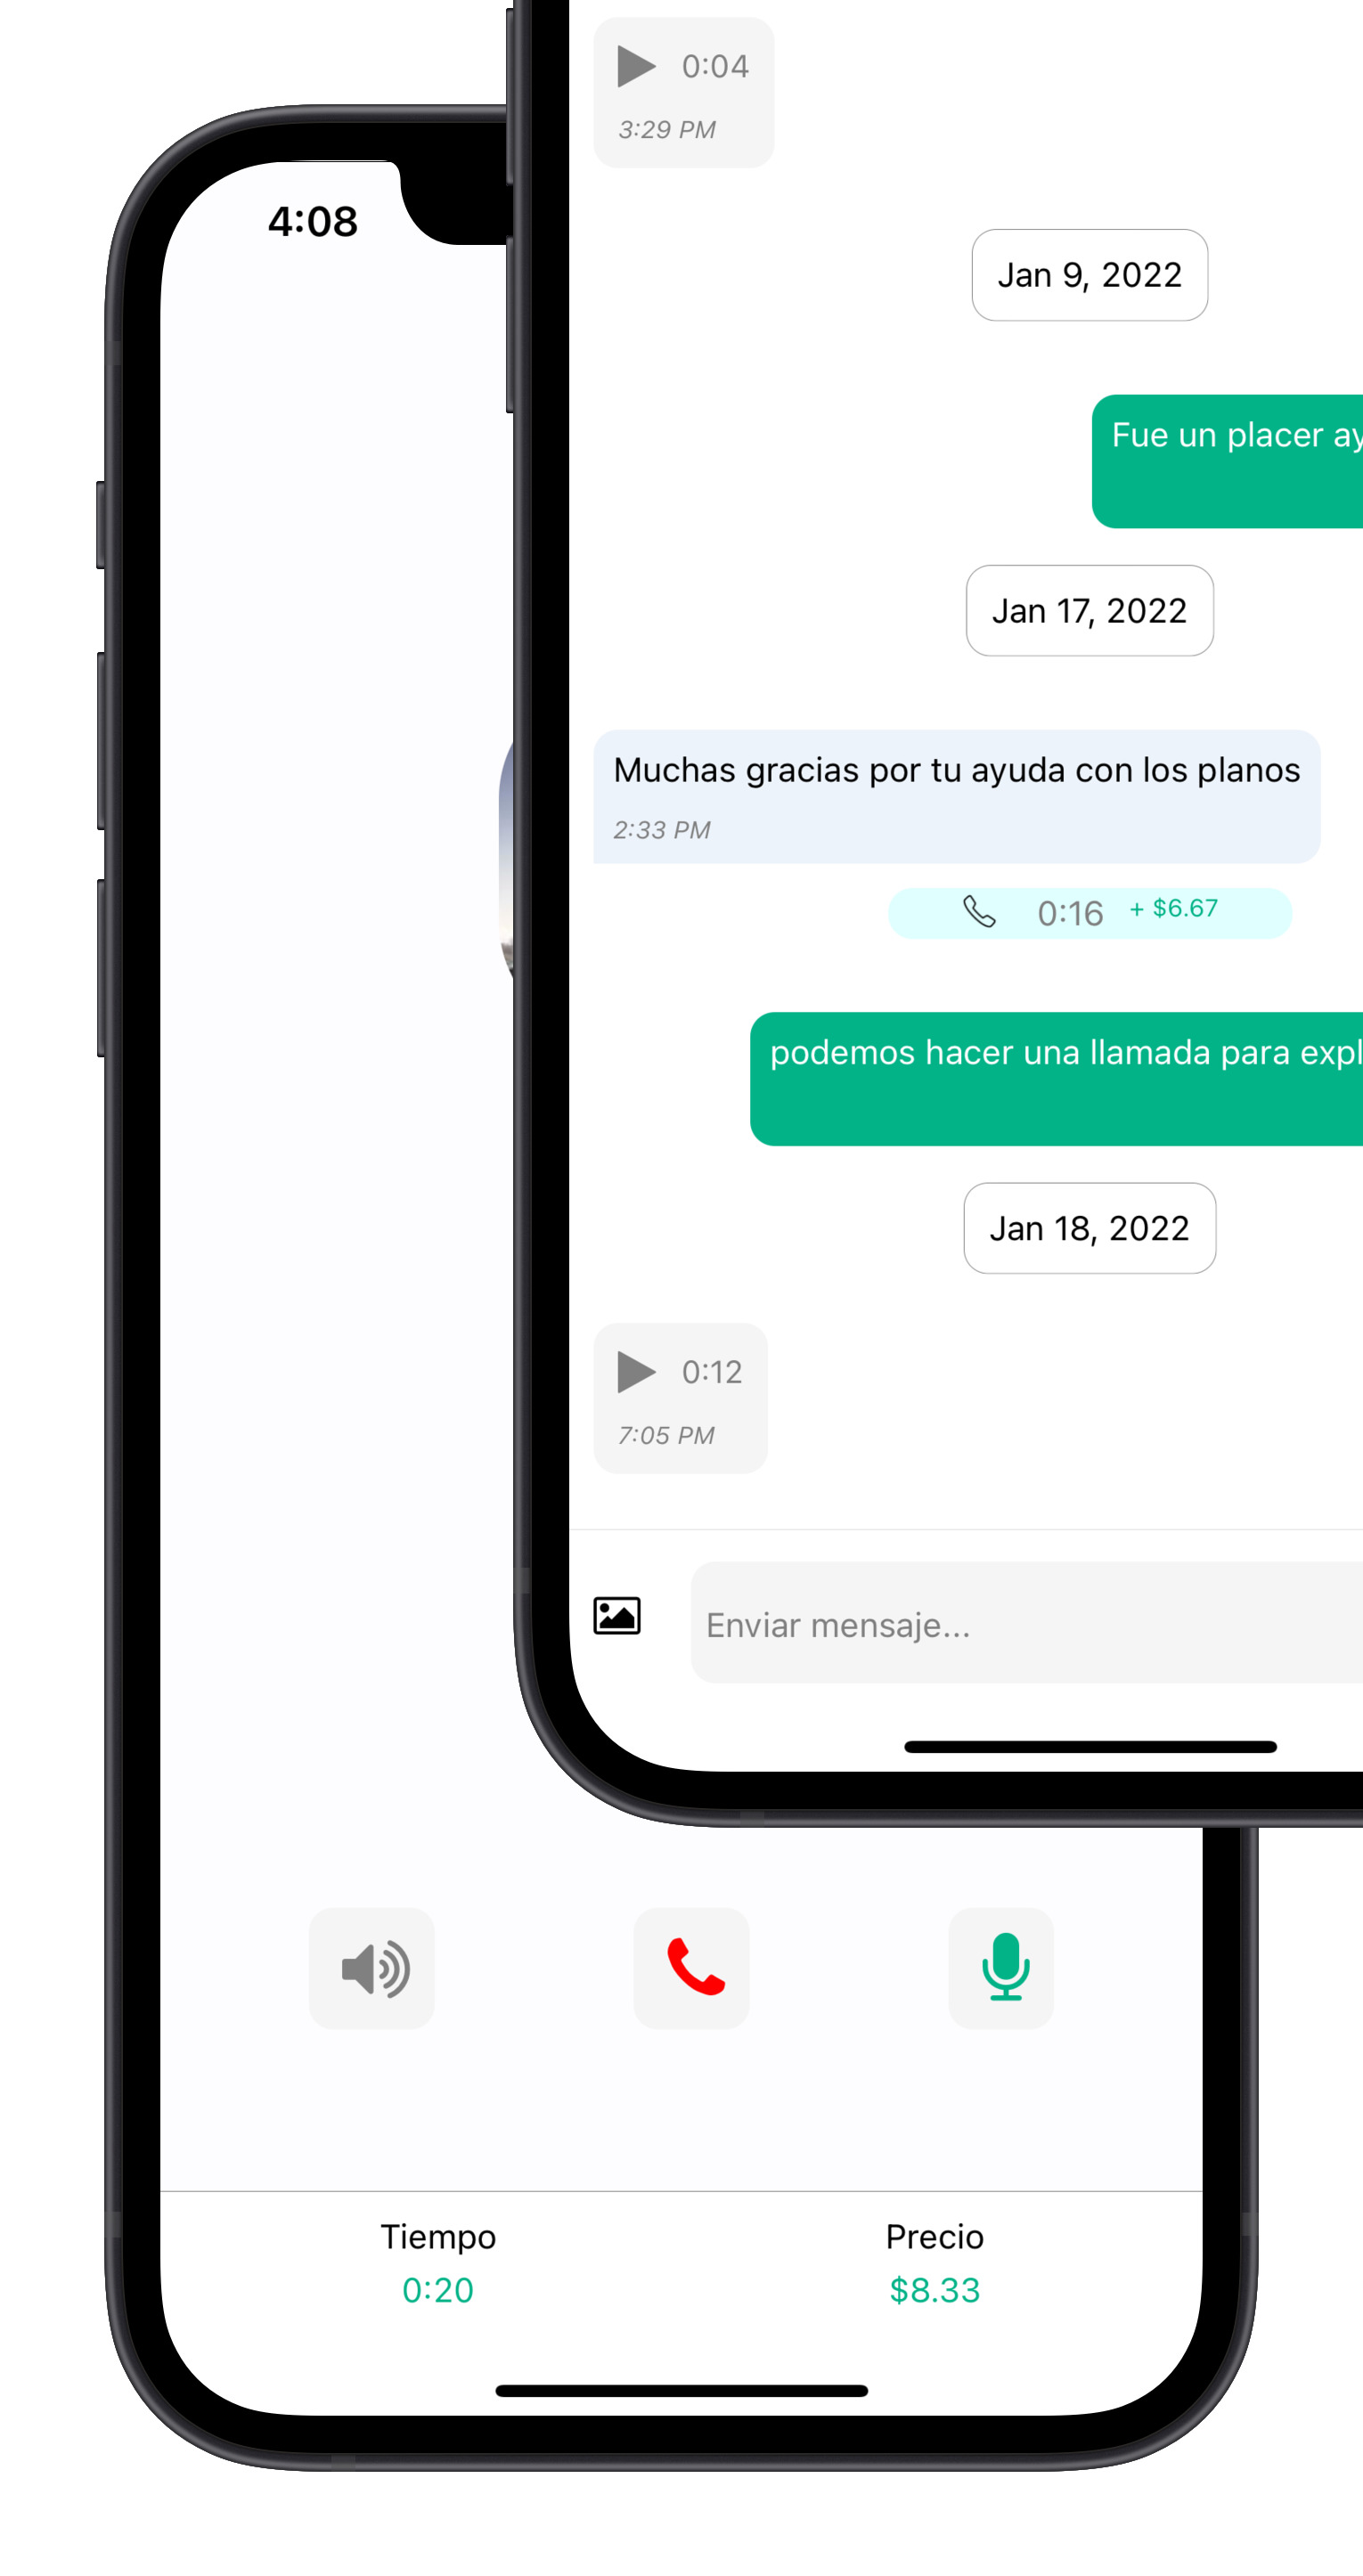 0:04
3:29 PM
4:08
Jan 9, 2022
Fue un placer
Jan 17, 2022
Muchas gracias por tu ayuda con los planos
2:33 PM
0:16 + $6.67
podemos hacer una llamada para
Jan 18, 2022
0:12
7:05 PM
Enviar mensaje...
Tiempo Precio
0:20 $8.33